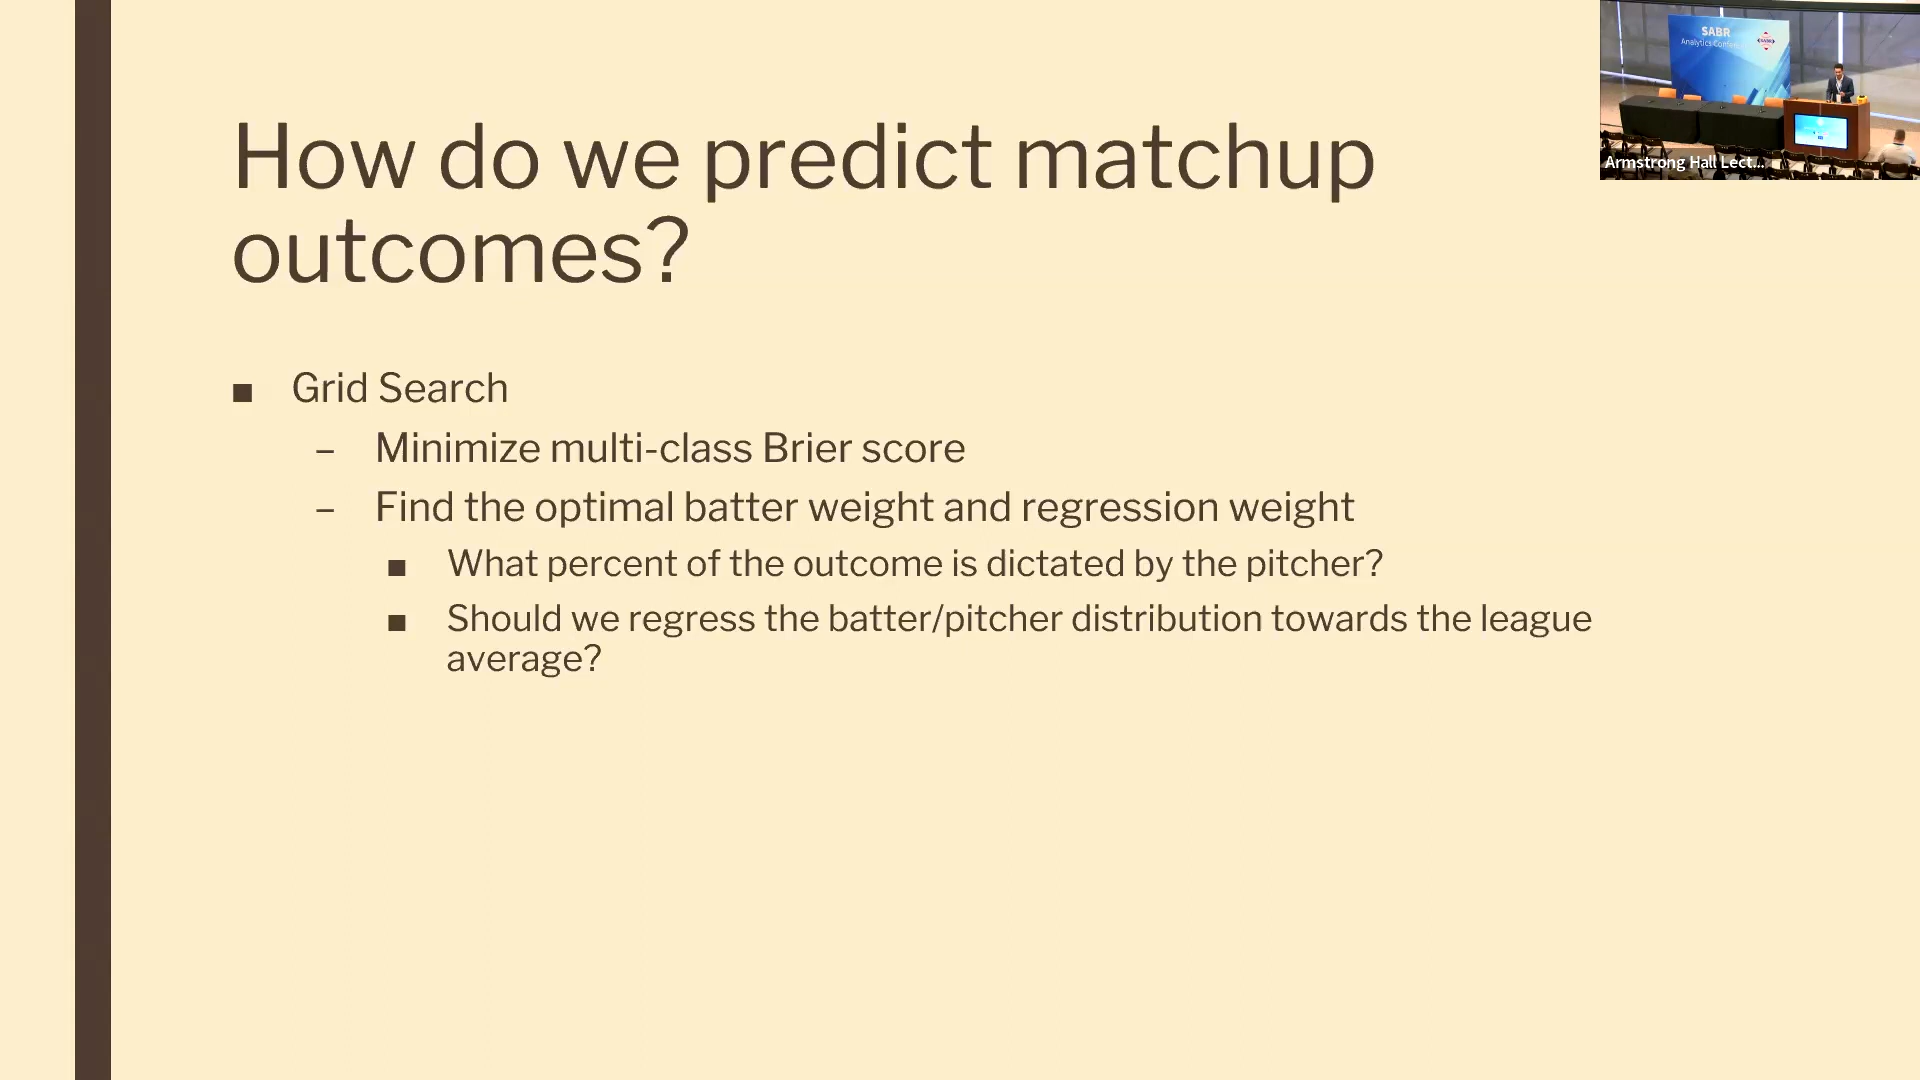 How do we predict matchup
outcomes?
■ Grid Search
– Minimize multi-class Brier score
– Find the optimal batter weight and regression weight
■ What percent of the outcome is dictated by the pitcher?
■ Should we regress the batter/pitcher distribution towards the league
average?
SABR
Analytics
Armstrong Hall Lect...